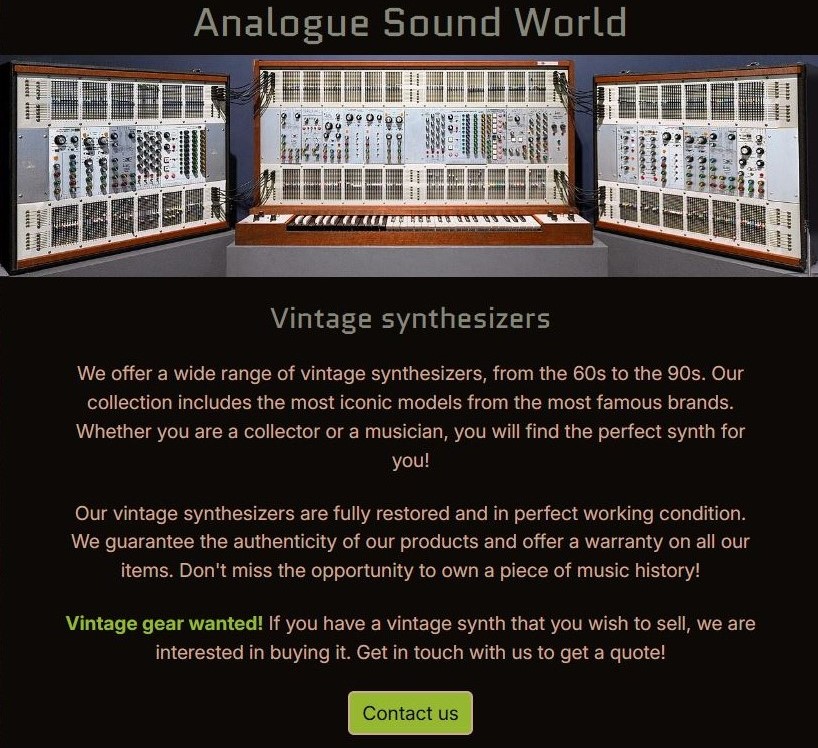 Analogue Sound World
Vintage synthesizers
We offer a wide range of vintage synthesizers, from the 60s to the 90s. Our
collection includes the most iconic models from the most famous brands.
Whether you are a collector or a musician, you will find the perfect synth for
you!
Our vintage synthesizers are fully restored and in perfect working condition.
We guarantee the authenticity of our products and offer a warranty on all our
items. Don't miss the opportunity to own a piece of music history!
Vintage gear wanted! If you have a vintage synth that you wish to sell, we are
interested in buying it. Get in touch with us to get a quote!
Contact us